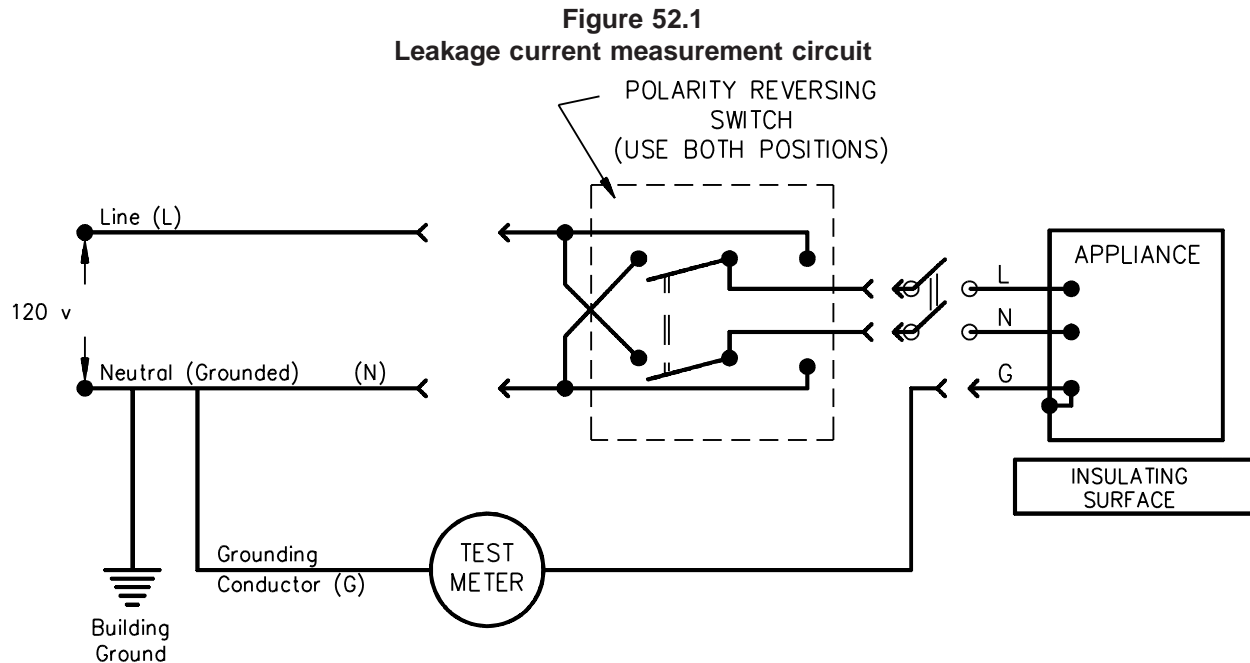 Figure 52.1
Leakage current measurement circuit
POLARITY REVERSING
SWITCH
(USE BOTH POSITIONS)
Line (L)
120 v
Neutral (Grounded) (N)
APPLIANCE
L
N
G
INSULATING
SURFACE
Grounding
Conductor (G)
TEST
METER
Building
Ground